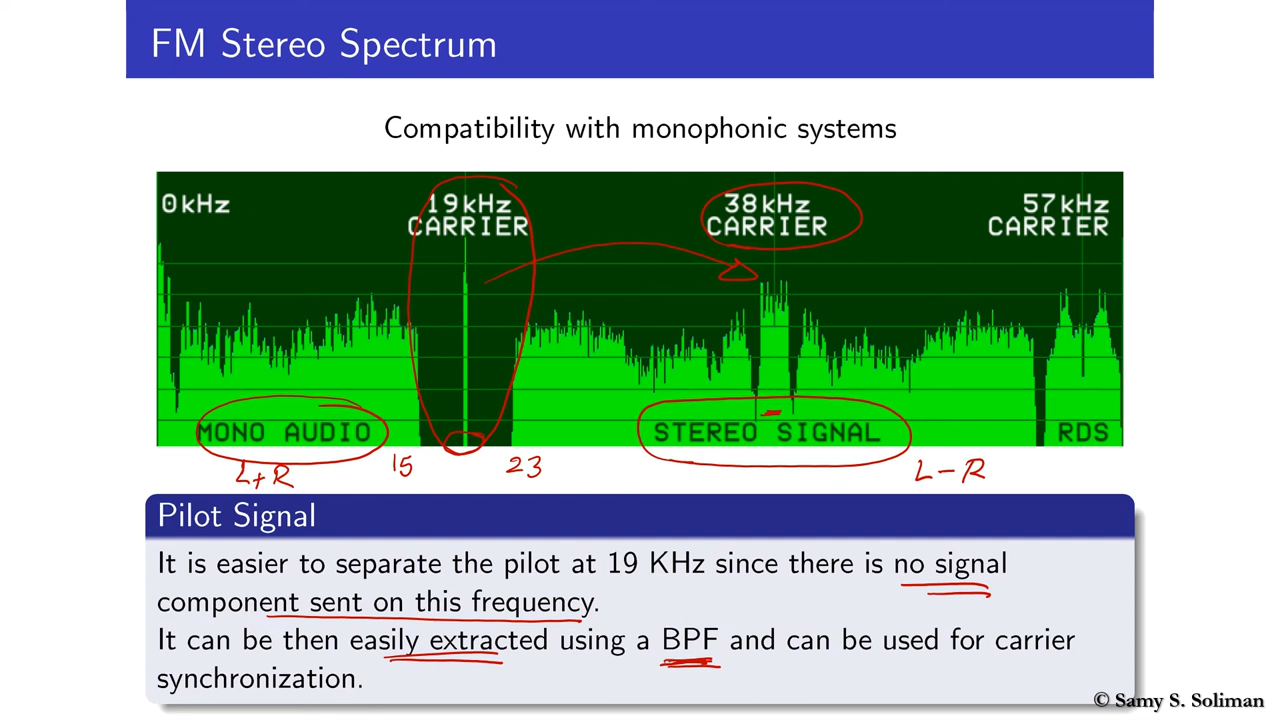 FM Stereo Spectrum
Compatibility with monophonic systems
0kHz 19kHz 38kHz 57kHz
CARRIER CARRIER CARRIER
MONO AUDIO STEREO SIGNAL RDS
L+R 15 23 L-R
Pilot Signal
It is easier to separate the pilot at 19 KHz since there is no signal
component sent on this frequency.
It can be then easily extracted using a BPF and can be used for carrier
synchronization.
© Samy S. Soliman